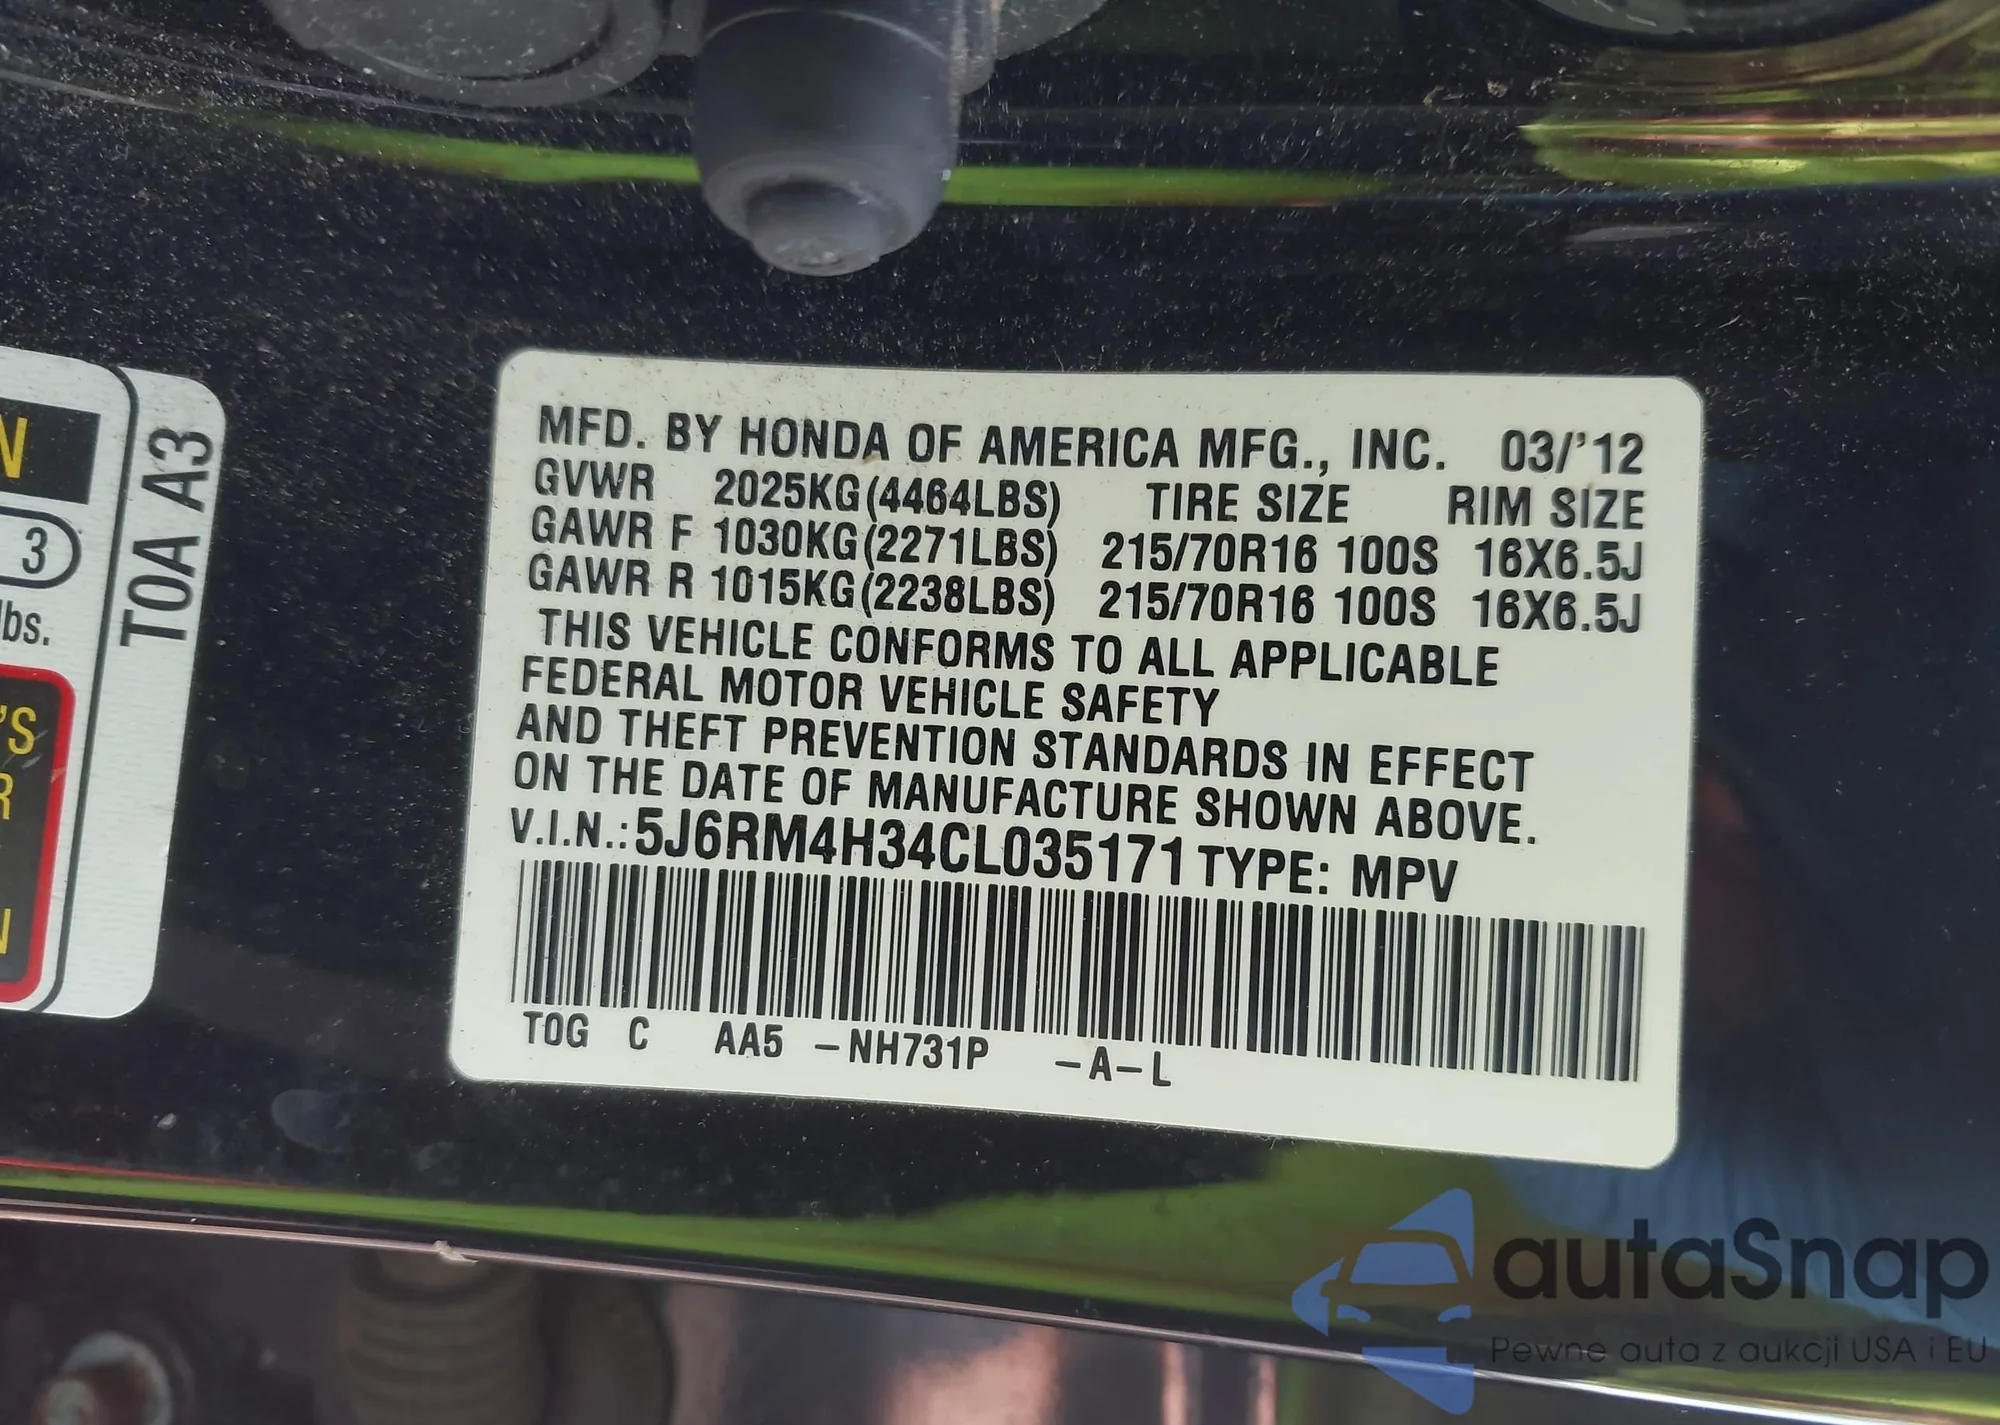 N
3
lbs.
'S
R
N
T0A A3
MFD. BY HONDA OF AMERICA MFG., INC. 03/'12
GVWR 2025KG(4464LBS) TIRE SIZE RIM SIZE
GAWR F 1030KG(2271LBS) 215/70R16 100S 16X6.5J
GAWR R 1015KG(2238LBS) 215/70R16 100S 16X6.5J
THIS VEHICLE CONFORMS TO ALL APPLICABLE
FEDERAL MOTOR VEHICLE SAFETY
AND THEFT PREVENTION STANDARDS IN EFFECT
ON THE DATE OF MANUFACTURE SHOWN ABOVE.
V.I.N.: 5J6RM4H34CL035171 TYPE: MPV
T0G C AA5 -NH731P -A-L
autaSnap
Pewne auta z aukcji USA i EU